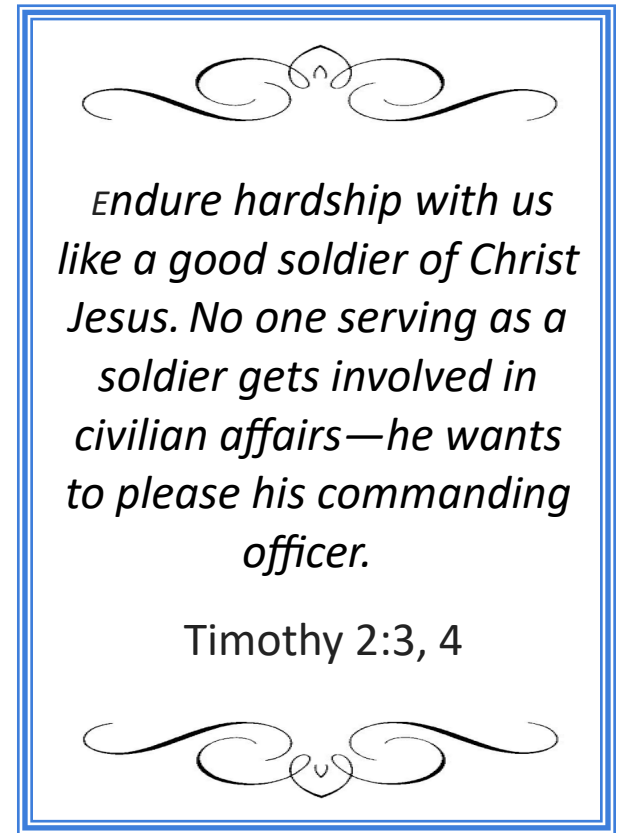 Endure hardship with us
like a good soldier of Christ
Jesus. No one serving as a
soldier gets involved in
civilian affairs—he wants
to please his commanding
officer.
Timothy 2:3, 4